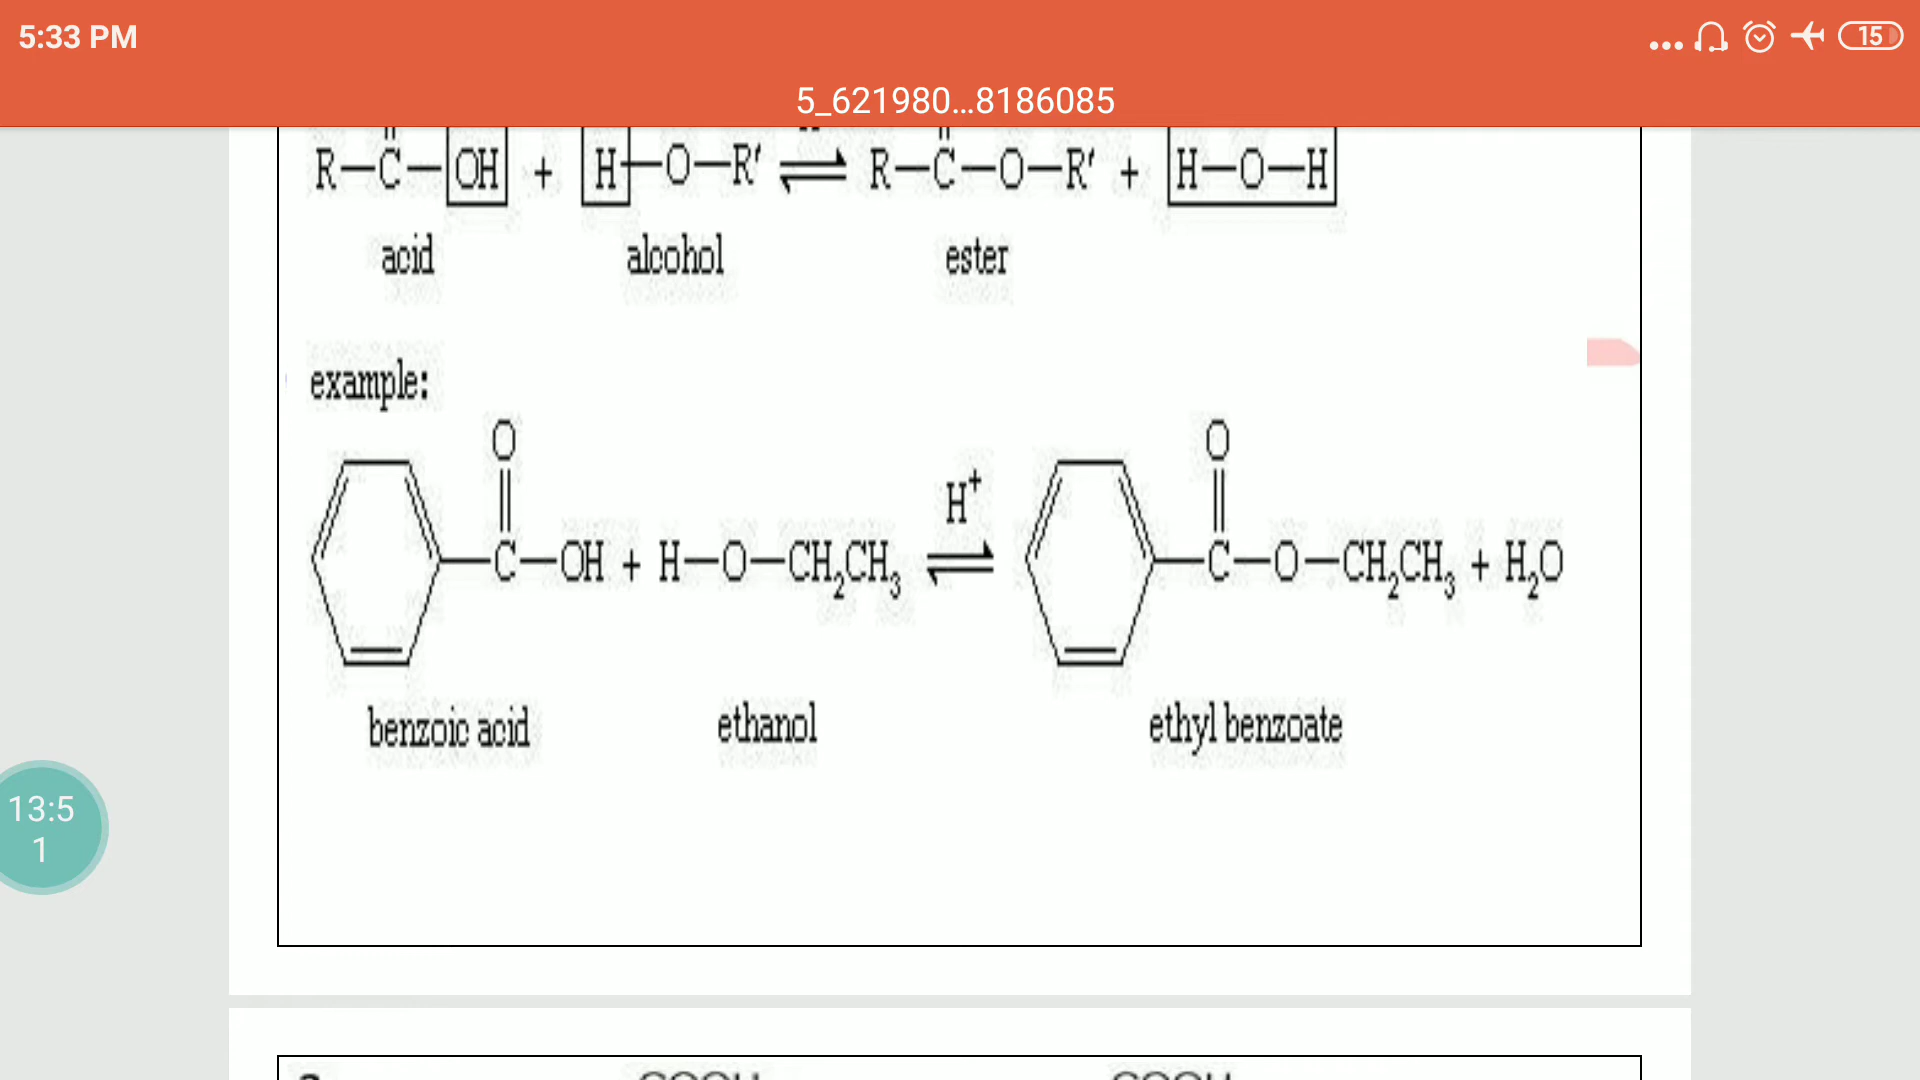 5:33 PM
15
5_621980...8186085
R—C—OH + H—O—R' ⇌ R—C—O—R' + H—O—H
acid alcohol ester
example:
O O
H⁺
C—OH + H—O—CH₂CH₃ ⇌ C—O—CH₂CH₃ + H₂O
benzoic acid ethanol ethyl benzoate
13:5
1